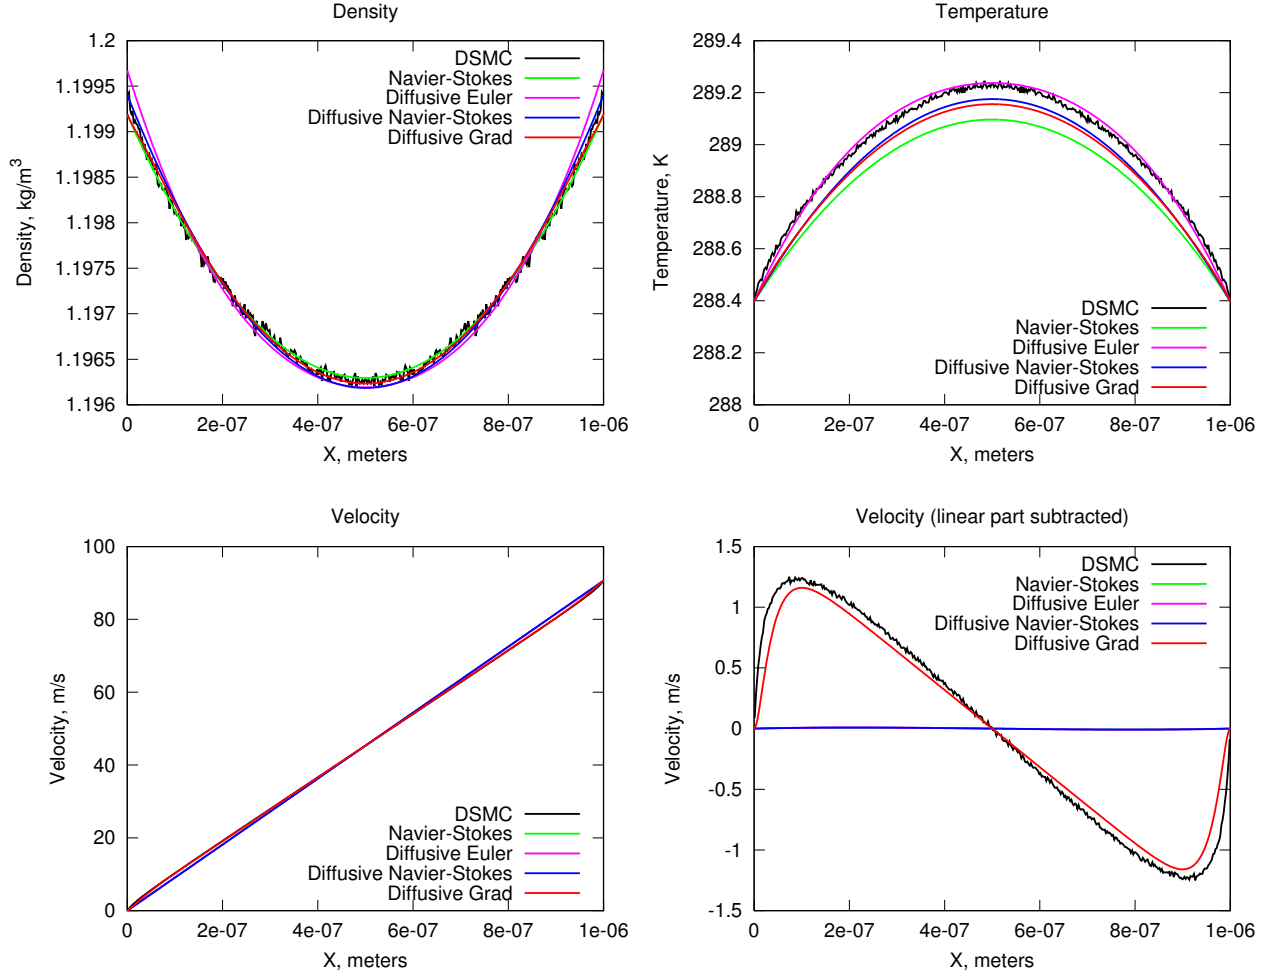 Density
1.2
1.1995
1.199
1.1985
1.198
1.1975
1.197
1.1965
1.196
Density, kg/m3
DSMC
Navier-Stokes
Diffusive Euler
Diffusive Navier-Stokes
Diffusive Grad
0
2e-07
4e-07
6e-07
8e-07
1e-06
X, meters
Temperature
289.4
289.2
289
288.8
288.6
288.4
288.2
288
Temperature, K
DSMC
Navier-Stokes
Diffusive Euler
Diffusive Navier-Stokes
Diffusive Grad
0
2e-07
4e-07
6e-07
8e-07
1e-06
X, meters
Velocity
100
80
60
40
20
0
Velocity, m/s
DSMC
Navier-Stokes
Diffusive Euler
Diffusive Navier-Stokes
Diffusive Grad
0
2e-07
4e-07
6e-07
8e-07
1e-06
X, meters
Velocity (linear part subtracted)
1.5
1
0.5
0
-0.5
-1
-1.5
Velocity, m/s
DSMC
Navier-Stokes
Diffusive Euler
Diffusive Navier-Stokes
Diffusive Grad
0
2e-07
4e-07
6e-07
8e-07
1e-06
X, meters